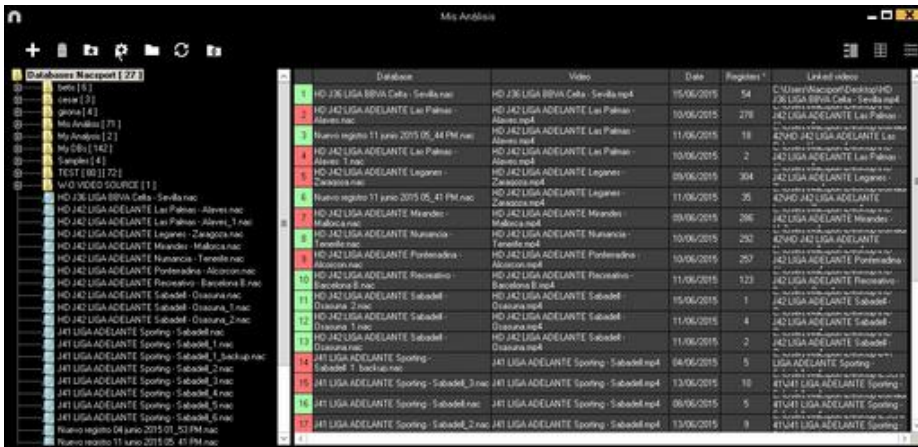 Mis Análisis
Databases Nacsport [ 27 ]
beto [ 6 ]
cesar [ 3 ]
girona [ 4 ]
Mis Análisis [ 71 ]
My Analysis [ 2 ]
My DBs [ 142 ]
Samples [ 4 ]
TEST [ 80 ] [ 72 ]
W/O VIDEO SOURCE [ 1 ]
HD J36 LIGA BBVA Celta - Sevilla.nac
HD J42 LIGA ADELANTE Las Palmas - Alaves.nac
HD J42 LIGA ADELANTE Las Palmas - Alaves_1.nac
HD J42 LIGA ADELANTE Leganes - Zaragoza.nac
HD J42 LIGA ADELANTE Mirandes - Mallorca.nac
HD J42 LIGA ADELANTE Numancia - Tenerife.nac
HD J42 LIGA ADELANTE Ponferradina - Alcorcon.nac
HD J42 LIGA ADELANTE Recreativo - Barcelona B.nac
HD J42 LIGA ADELANTE Sabadell - Osasuna.nac
HD J42 LIGA ADELANTE Sabadell - Osasuna_1.nac
HD J42 LIGA ADELANTE Sabadell - Osasuna_2.nac
J41 LIGA ADELANTE Sporting - Sabadell.nac
J41 LIGA ADELANTE Sporting - Sabadell_1.nac
J41 LIGA ADELANTE Sporting - Sabadell_1_backup.nac
J41 LIGA ADELANTE Sporting - Sabadell_2.nac
J41 LIGA ADELANTE Sporting - Sabadell_3.nac
J41 LIGA ADELANTE Sporting - Sabadell_4.nac
J41 LIGA ADELANTE Sporting - Sabadell_5.nac
J41 LIGA ADELANTE Sporting - Sabadell_6.nac
Nuevo registro 04 junio 2015 01_53 PM.nac
Nuevo registro 11 junio 2015 05_41 PM.nac
Database Video Date Registers * Linked videos
1 HD J36 LIGA BBVA Celta - Sevilla.nac HD J36 LIGA BBVA Celta - Sevilla.mp4 15/06/2015 54 C:\Users\Nacsport\Desktop\HD
J36 LIGA BBVA Celta - Sevilla.mp4
2 HD J42 LIGA ADELANTE Las Palmas - HD J42 LIGA ADELANTE Las Palmas - 10/06/2015 278 J42 LIGA ADELANTE Las Palmas -
Alaves.nac Alaves.mp4
3 Nuevo registro 11 junio 2015 05_44 PM.nac HD J42 LIGA ADELANTE Las Palmas - 11/06/2015 18 J42 LIGA ADELANTE Las
Alaves.mp4
4 HD J42 LIGA ADELANTE Las Palmas - HD J42 LIGA ADELANTE Las Palmas - 10/06/2015 2 J42 LIGA ADELANTE Las Palmas -
Alaves_1.nac Alaves.mp4
5 HD J42 LIGA ADELANTE Leganes - HD J42 LIGA ADELANTE Leganes - 09/06/2015 304 J42 LIGA ADELANTE Leganes -
Zaragoza.nac Zaragoza.mp4
6 Nuevo registro 11 junio 2015 05_41 PM.nac HD J42 LIGA ADELANTE Leganes - 11/06/2015 35 42\HD J42 LIGA ADELANTE
Zaragoza.mp4
7 HD J42 LIGA ADELANTE Mirandes - HD J42 LIGA ADELANTE Mirandes - 09/06/2015 286 J42 LIGA ADELANTE Mirandes -
Mallorca.nac Mallorca.mp4
8 HD J42 LIGA ADELANTE Numancia - HD J42 LIGA ADELANTE Numancia - 10/06/2015 292 42\HD J42 LIGA ADELANTE
Tenerife.nac Tenerife.mp4
9 HD J42 LIGA ADELANTE Ponferradina - HD J42 LIGA ADELANTE Ponferradina - 10/06/2015 257 J42 LIGA ADELANTE Ponferradina -
Alcorcon.nac Alcorcon.mp4
10 HD J42 LIGA ADELANTE Recreativo - HD J42 LIGA ADELANTE Recreativo - 11/06/2015 123 J42 LIGA ADELANTE Recreativo -
Barcelona B.nac Barcelona B.mp4
11 HD J42 LIGA ADELANTE Sabadell - HD J42 LIGA ADELANTE Sabadell - 15/06/2015 1 J42 LIGA ADELANTE Sabadell -
Osasuna_2.nac Osasuna.mp4
12 HD J42 LIGA ADELANTE Sabadell - HD J42 LIGA ADELANTE Sabadell - 11/06/2015 4 J42 LIGA ADELANTE Sabadell -
Osasuna_1.nac Osasuna.mp4
13 HD J42 LIGA ADELANTE Sabadell - HD J42 LIGA ADELANTE Sabadell - 11/06/2015 2 J42 LIGA ADELANTE Sabadell -
Osasuna.nac Osasuna.mp4
14 J41 LIGA ADELANTE Sporting - J41 LIGA ADELANTE Sporting - Sabadell.mp4 04/06/2015 5 LIGA ADELANTE Sporting -
Sabadell_1_backup.nac
15 J41 LIGA ADELANTE Sporting - Sabadell_3.nac J41 LIGA ADELANTE Sporting - Sabadell.mp4 13/06/2015 10 41\J41 LIGA ADELANTE Sporting -
16 J41 LIGA ADELANTE Sporting - Sabadell.nac J41 LIGA ADELANTE Sporting - Sabadell.mp4 08/06/2015 5 41\J41 LIGA ADELANTE Sporting -
17 J41 LIGA ADELANTE Sporting - Sabadell_2.nac J41 LIGA ADELANTE Sporting - Sabadell.mp4 13/06/2015 9 41\J41 LIGA ADELANTE Sporting -